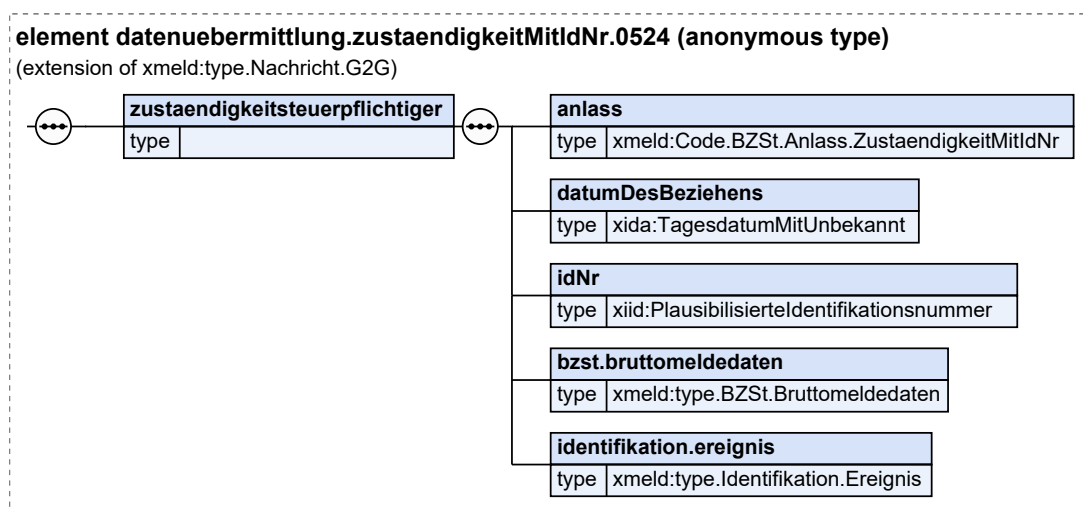 element datenuebermittlung.zustaendigkeitMitIdNr.0524 (anonymous type)
(extension of xmeld:type.Nachricht.G2G)
zustaendigkeitsteuerpflichtiger
type
anlass
type xmeld:Code.BZSt.Anlass.ZustaendigkeitMitIdNr
datumDesBeziehens
type xida:TagesdatumMitUnbekannt
idNr
type xiid:PlausibilisierteIdentifikationsnummer
bzst.bruttomeldedaten
type xmeld:type.BZSt.Bruttomeldedaten
identifikation.ereignis
type xmeld:type.Identifikation.Ereignis